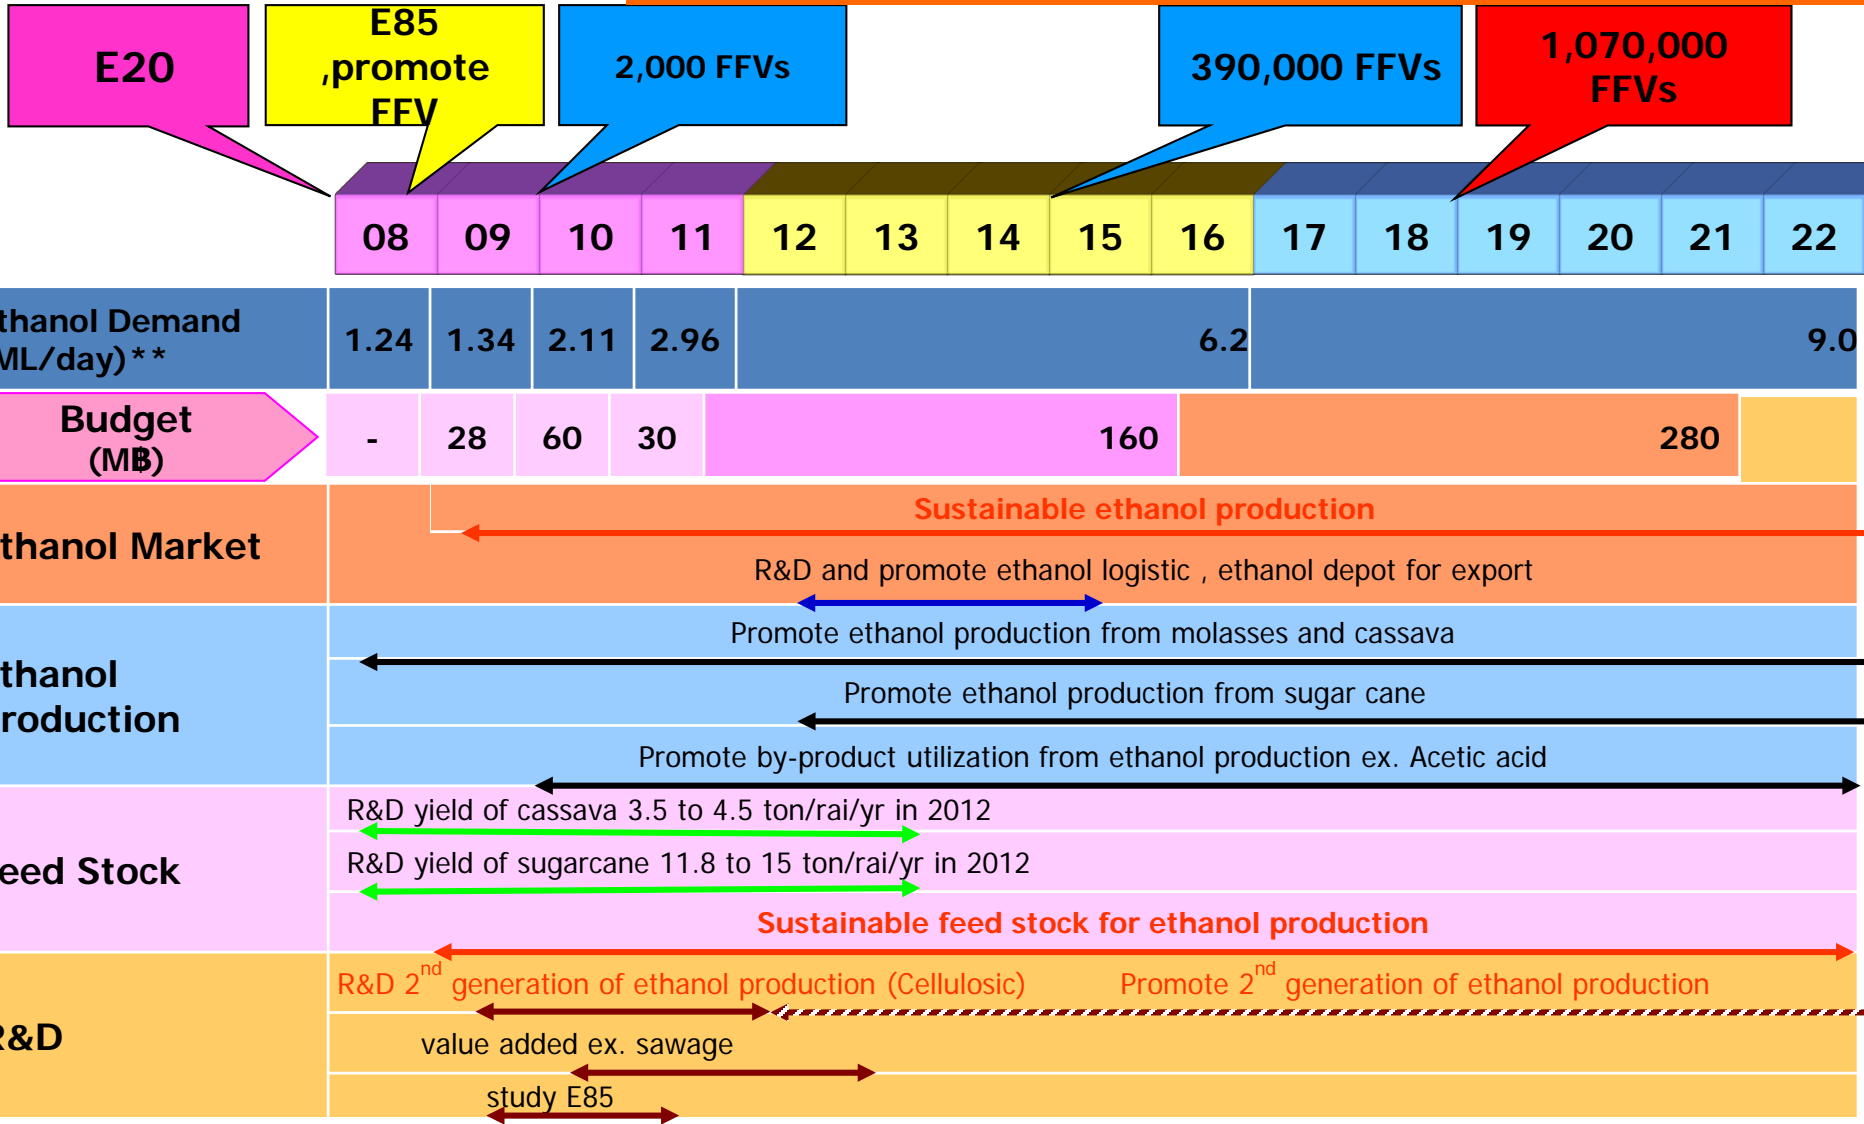 E20
E85
,promote
FFV
2,000 FFVs
390,000 FFVs
1,070,000
FFVs
08 09 10 11 12 13 14 15 16 17 18 19 20 21 22
thanol Demand
ML/day)**
1.24 1.34 2.11 2.96 6.2 9.0
Budget
(M฿)
- 28 60 30 160 280
thanol Market
Sustainable ethanol production
R&D and promote ethanol logistic , ethanol depot for export
thanol
roduction
Promote ethanol production from molasses and cassava
Promote ethanol production from sugar cane
Promote by-product utilization from ethanol production ex. Acetic acid
eed Stock
R&D yield of cassava 3.5 to 4.5 ton/rai/yr in 2012
R&D yield of sugarcane 11.8 to 15 ton/rai/yr in 2012
Sustainable feed stock for ethanol production
R&D
R&D 2nd generation of ethanol production (Cellulosic) Promote 2nd generation of ethanol production
value added ex. sawage
study E85